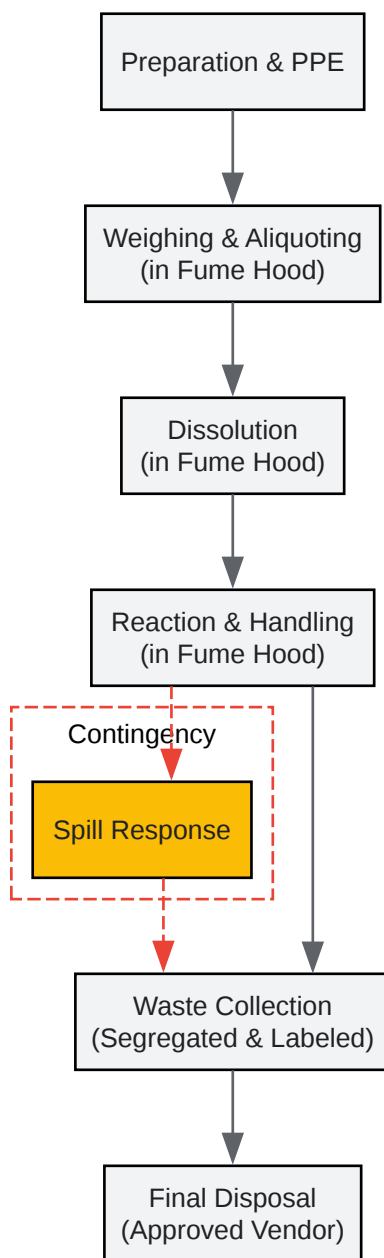 Preparation & PPE
Weighing & Aliquoting
(in Fume Hood)
Dissolution
(in Fume Hood)
Reaction & Handling
(in Fume Hood)
Contingency
Spill Response
Waste Collection
(Segregated & Labeled)
Final Disposal
(Approved Vendor)